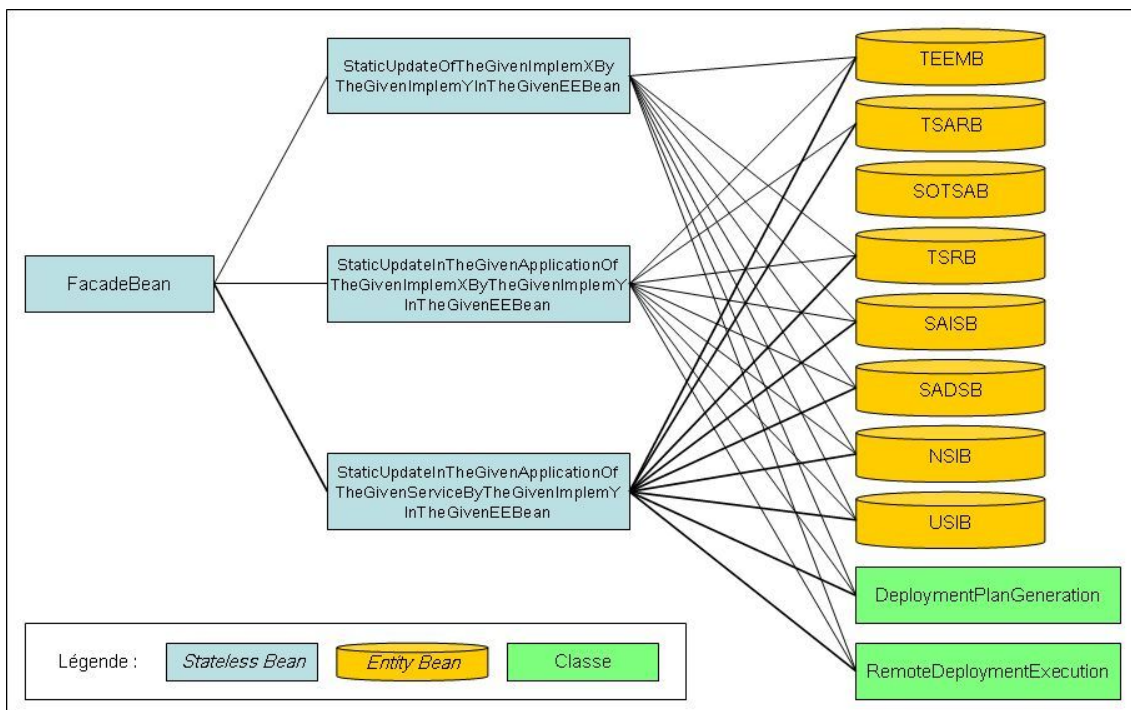 StaticUpdateOfTheGivenImplemXBy
TheGivenImplemYInTheGivenEEBean
TEEMB
TSARB
SOTSAB
FacadeBean
StaticUpdateInTheGivenApplicationOf
TheGivenImplemXByTheGivenImplemY
InTheGivenEEBean
TSRB
SAISB
SADSB
StaticUpdateInTheGivenApplicationOf
TheGivenServiceByTheGivenImplemY
InTheGivenEEBean
NSIB
USIB
DeploymentPlanGeneration
RemoteDeploymentExecution
Légende :
Stateless Bean
Entity Bean
Classe